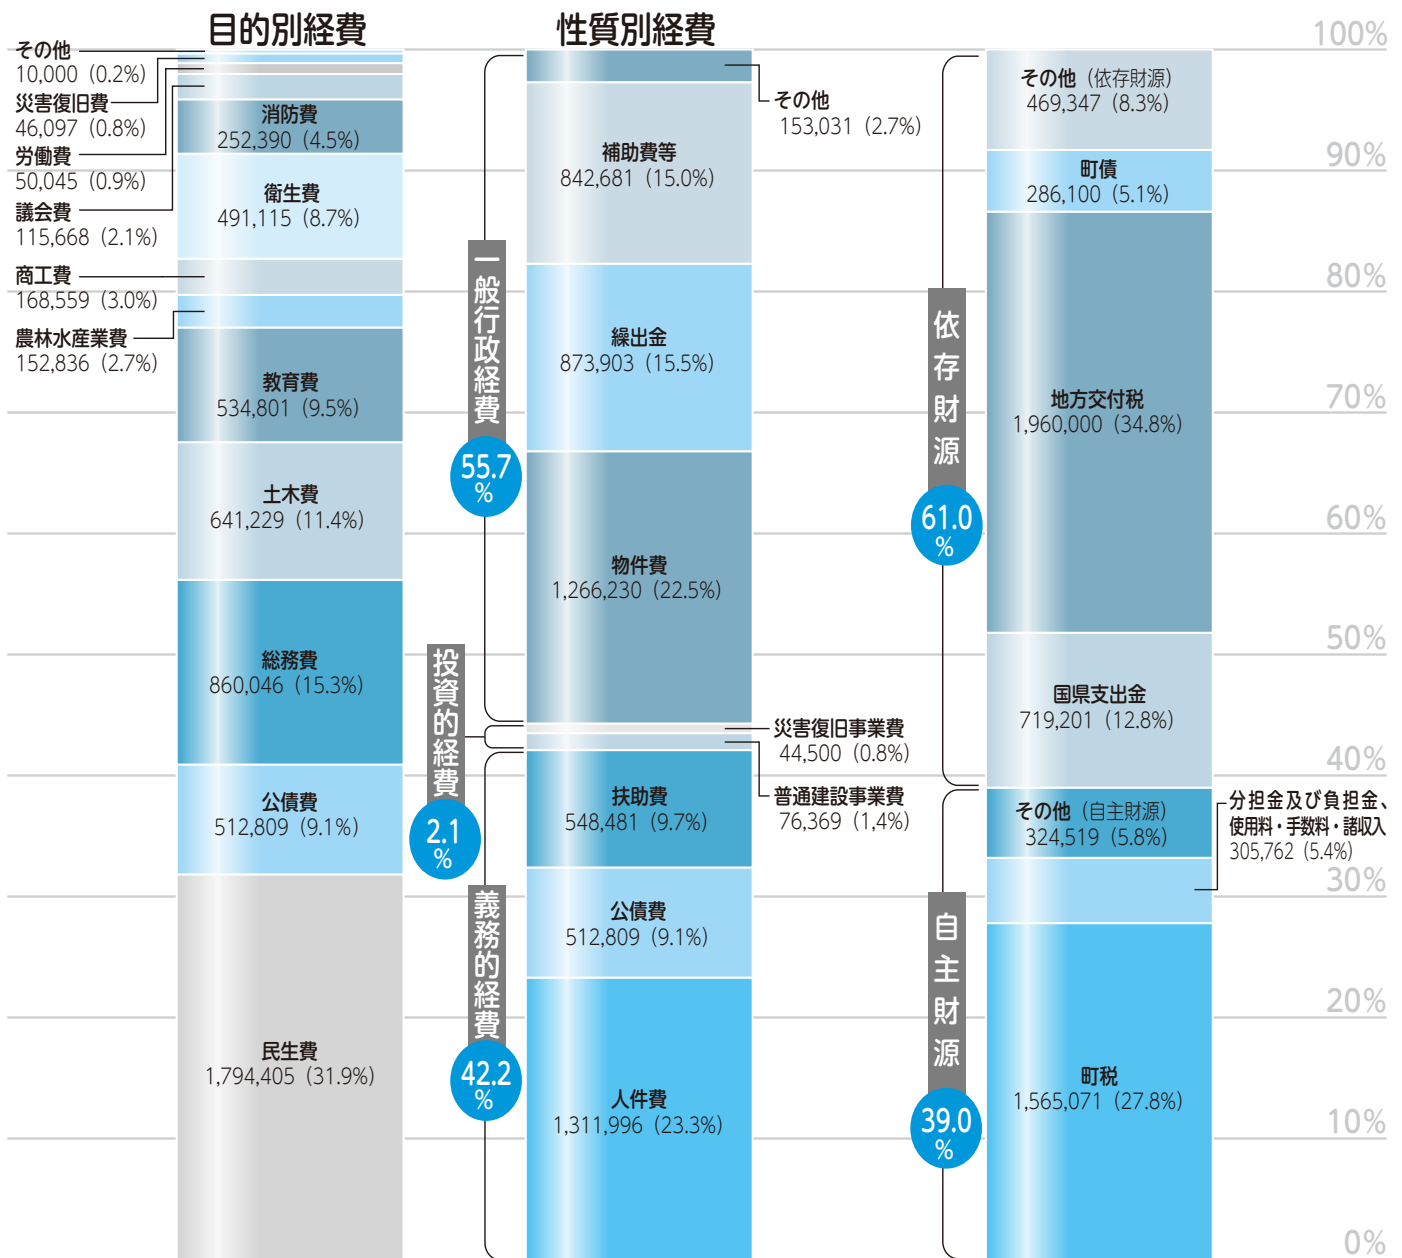 目的別経費
その他
10,000（0.2%）
災害復旧費
46,097（0.8%）
労働費
50,045（0.9%）
議会費
115,668（2.1%）
商工費
168,559（3.0%）
農林水産業費
152,836（2.7%）
消防費
252,390（4.5%）
衛生費
491,115（8.7%）
教育費
534,801（9.5%）
土木費
641,229（11.4%）
総務費
860,046（15.3%）
公債費
512,809（9.1%）
民生費
1,794,405（31.9%）
性質別経費
一般行政経費
55.7
%
投資的経費
2.1
%
義務的経費
42.2
%
その他
153,031（2.7%）
補助費等
842,681（15.0%）
繰出金
873,903（15.5%）
物件費
1,266,230（22.5%）
災害復旧事業費
44,500（0.8%）
普通建設事業費
76,369（1,4%）
扶助費
548,481（9.7%）
公債費
512,809（9.1%）
人件費
1,311,996（23.3%）
依存財源
61.0
%
自主財源
39.0
%
その他（依存財源）
469,347（8.3%）
町債
286,100（5.1%）
地方交付税
1,960,000（34.8%）
国県支出金
719,201（12.8%）
その他（自主財源）
324,519（5.8%）
分担金及び負担金、
使用料・手数料・諸収入
305,762（5.4%）
町税
1,565,071（27.8%）
100%
90%
80%
70%
60%
50%
40%
30%
20%
10%
0%